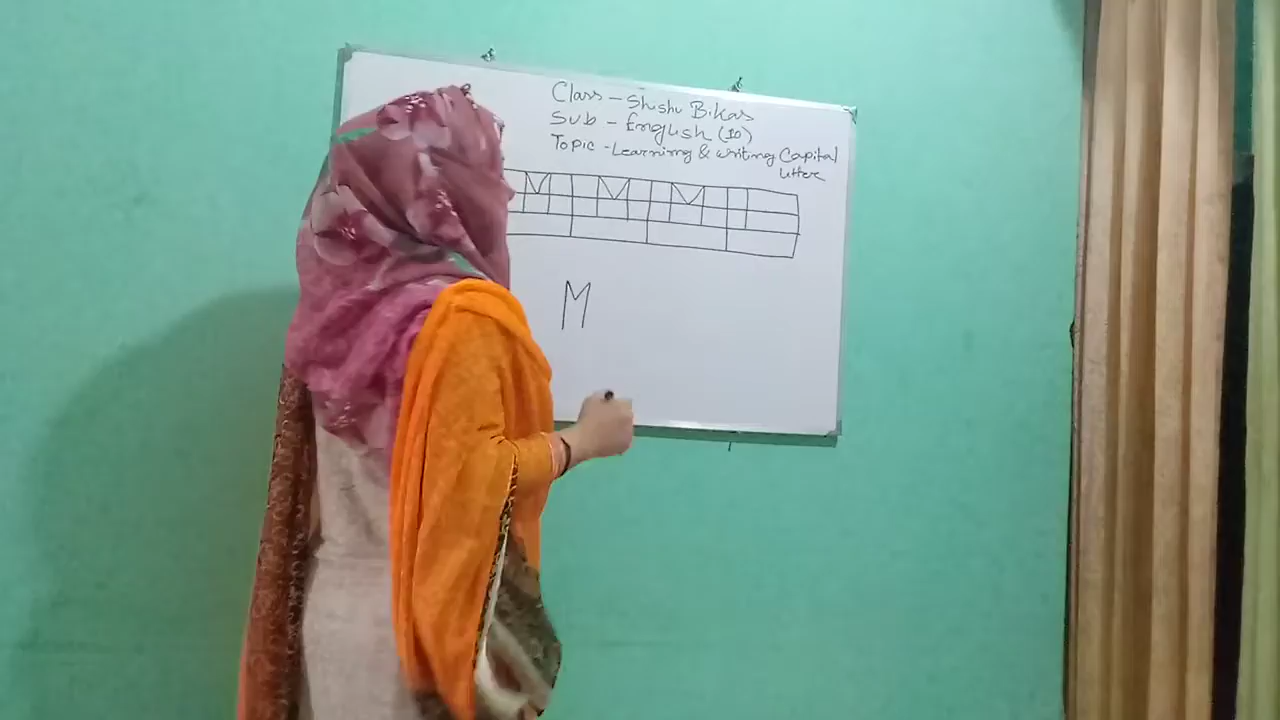 Class - Shishu Bikas
Sub - English (10)
Topic - Learning & writing Capital
letter
M M M
M